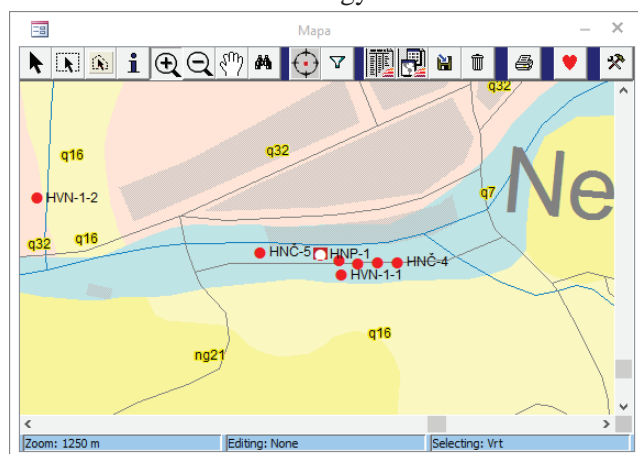 gy
Mapa
q32
q16
q32
q7
Ne
HVN-1-2
q32
q16
HNČ-5
HNP-1
HNČ-4
HVN-1-1
q16
ng21
Zoom: 1250 m
Editing: None
Selecting: Vrt